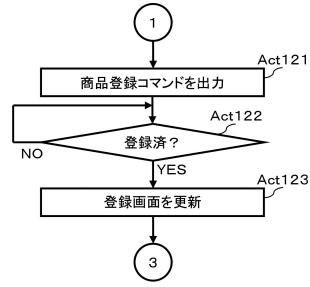 1
Act121
商品登録コマンドを出力
Act122
登録済?
NO
YES
Act123
登録画面を更新
3